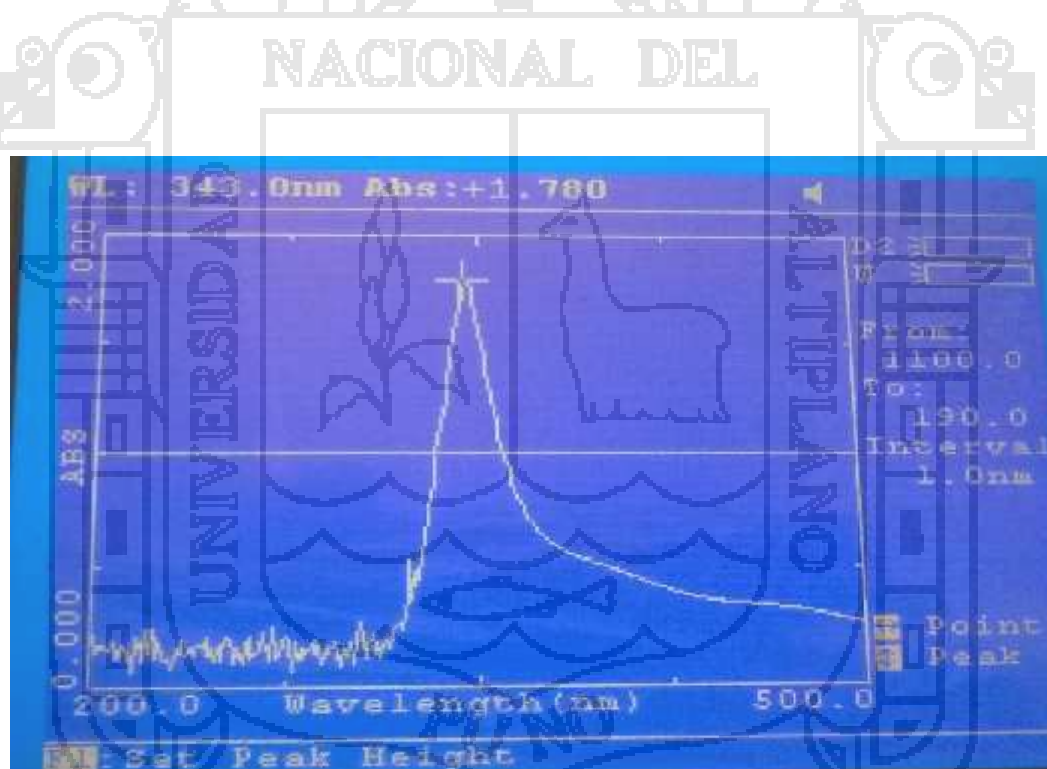 NACIONAL DEL
UNIVERSIDAD
ALTIPLANO
PUNO
WL: 343.0nm Abs:+1.780
2.000
ABS
0.000
From:
1100.0
To:
190.0
Interval
1.0nm
Point
Peak
200.0 Wavelength(nm) 500.0
Set Peak Height